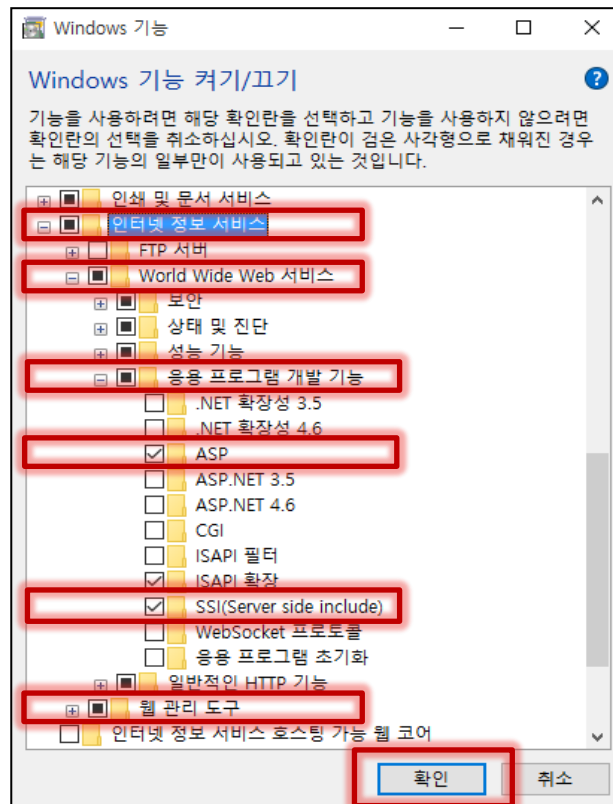 Windows 기능
Windows 기능 켜기/끄기
기능을 사용하려면 해당 확인란을 선택하고 기능을 사용하지 않으려면
확인란의 선택을 취소하십시오. 확인란이 검은 사각형으로 채워진 경우
는 해당 기능의 일부만이 사용되고 있는 것입니다.
인쇄 및 문서 서비스
인터넷 정보 서비스
FTP 서버
World Wide Web 서비스
보안
상태 및 진단
성능 기능
응용 프로그램 개발 기능
.NET 확장성 3.5
.NET 확장성 4.6
ASP
ASP.NET 3.5
ASP.NET 4.6
CGI
ISAPI 필터
ISAPI 확장
SSI(Server side include)
WebSocket 프로토콜
응용 프로그램 초기화
일반적인 HTTP 기능
웹 관리 도구
인터넷 정보 서비스 호스팅 가능 웹 코어
확인
취소